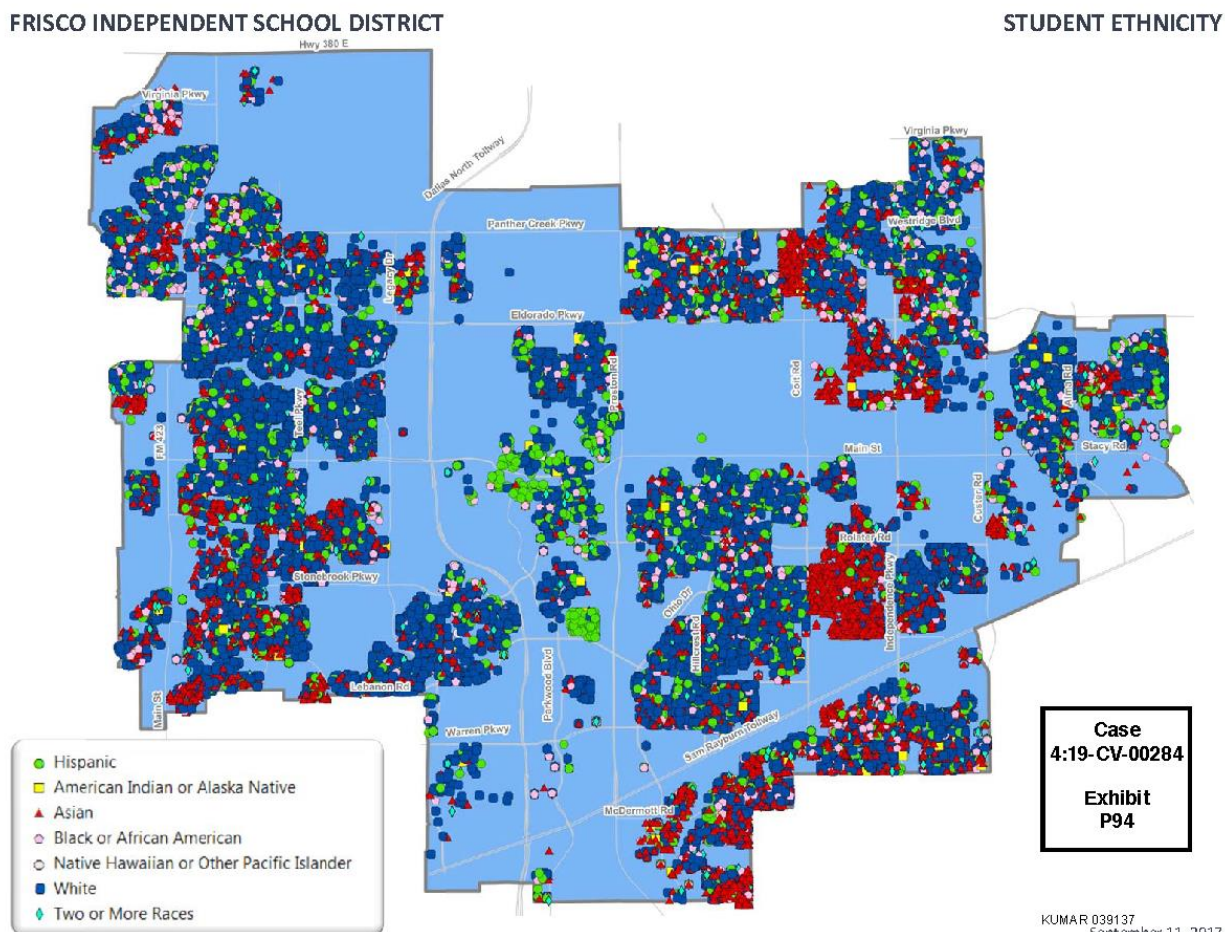 FRISCO INDEPENDENT SCHOOL DISTRICT
STUDENT ETHNICITY
Hwy 380 E
Virginia Pkwy
Virginia Pkwy
Dallas North Tollway
Panther Creek Pkwy
Westridge Blvd
Legacy Dr
Eldorado Pkwy
Preston Rd
Coit Rd
Alma Rd
Teel Pkwy
FM 423
Main St
Stacy Rd
Custer Rd
Rolater Rd
Stonebrook Pkwy
Ohio Dr
Independence Pkwy
Hillcrest Rd
Lebanon Rd
Main St
Parkwood Blvd
Warren Pkwy
Sam Rayburn Tollway
McDermott Rd
Hispanic
American Indian or Alaska Native
Asian
Black or African American
Native Hawaiian or Other Pacific Islander
White
Two or More Races
Case
4:19-CV-00284
Exhibit
P94
KUMAR 039137
September 11, 2017